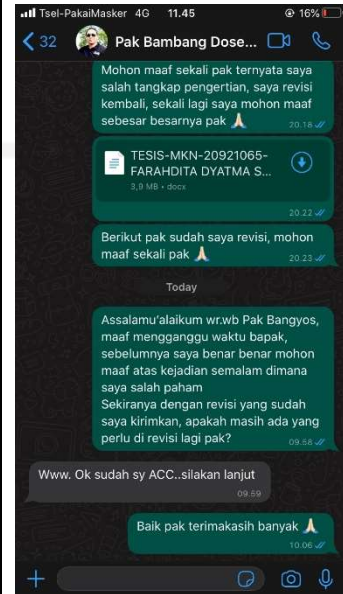 Tsel-PakaiMasker 4G 11.45 16%
32 Pak Bambang Dose...
Mohon maaf sekali pak ternyata saya
salah tangkap pengertian, saya revisi
kembali, sekali lagi saya mohon maaf
sebesar besarnya pak 🙏🏻 20.18
TESIS-MKN-20921065-
FARAHDITA DYATMA S...
3,9 MB • docx
20.22
Berikut pak sudah saya revisi, mohon
maaf sekali pak 🙏🏻 20.23
Today
Assalamu'alaikum wr.wb Pak Bangyos,
maaf mengganggu waktu bapak,
sebelumnya saya benar benar mohon
maaf atas kejadian semalam dimana
saya salah paham
Sekiranya dengan revisi yang sudah
saya kirimkan, apakah masih ada yang
perlu di revisi lagi pak? 09.58
Www. Ok sudah sy ACC..silakan lanjut
09.59
Baik pak terimakasih banyak 🙏🏻
10.06